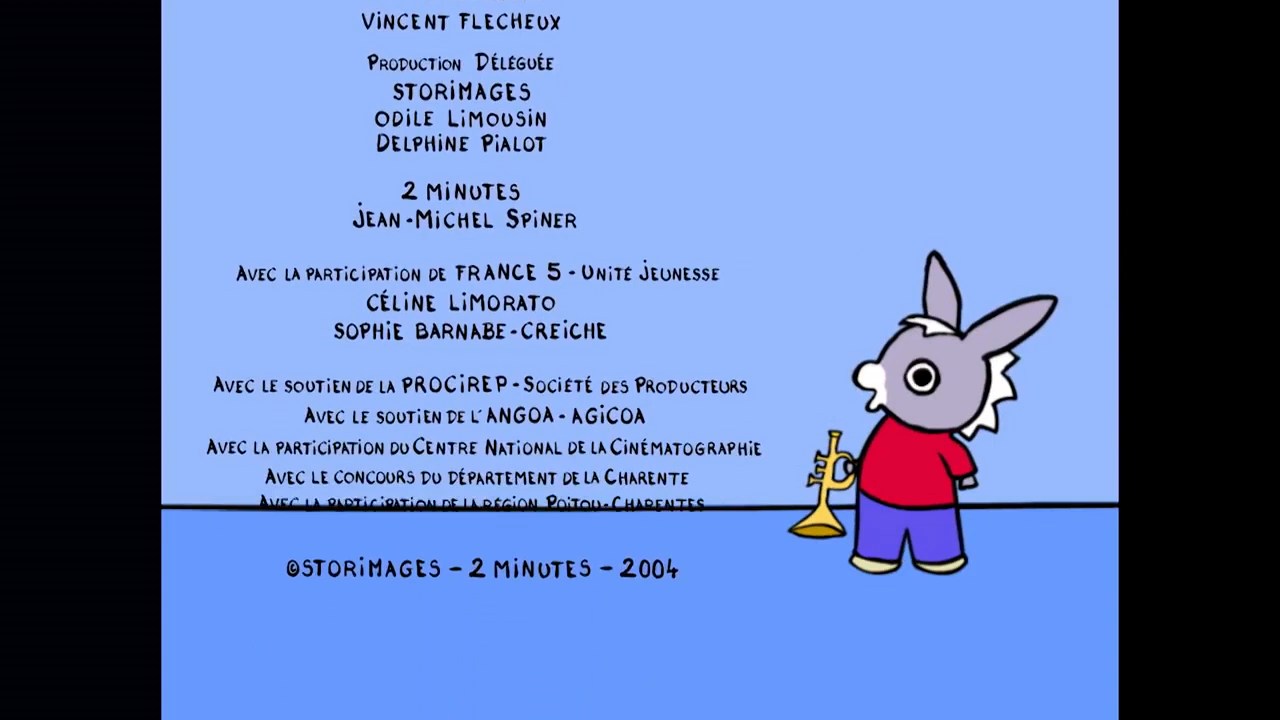 VINCENT FLECHEUX
PRODUCTION DÉLÉGUÉE
STORIMAGES
ODILE LIMOUSIN
DELPHINE PIALOT
2 MINUTES
JEAN-MICHEL SPINER
AVEC LA PARTICIPATION DE FRANCE 5 - UNITÉ JEUNESSE
CÉLINE LIMORATO
SOPHIE BARNABE-CREICHE
AVEC LE SOUTIEN DE LA PROCIREP - SOCIÉTÉ DES PRODUCTEURS
AVEC LE SOUTIEN DE L'ANGOA - AGICOA
AVEC LA PARTICIPATION DU CENTRE NATIONAL DE LA CINÉMATOGRAPHIE
AVEC LE CONCOURS DU DÉPARTEMENT DE LA CHARENTE
AVEC LA PARTICIPATION DE LA RÉGION POITOU-CHARENTES
©STORIMAGES – 2 MINUTES – 2004